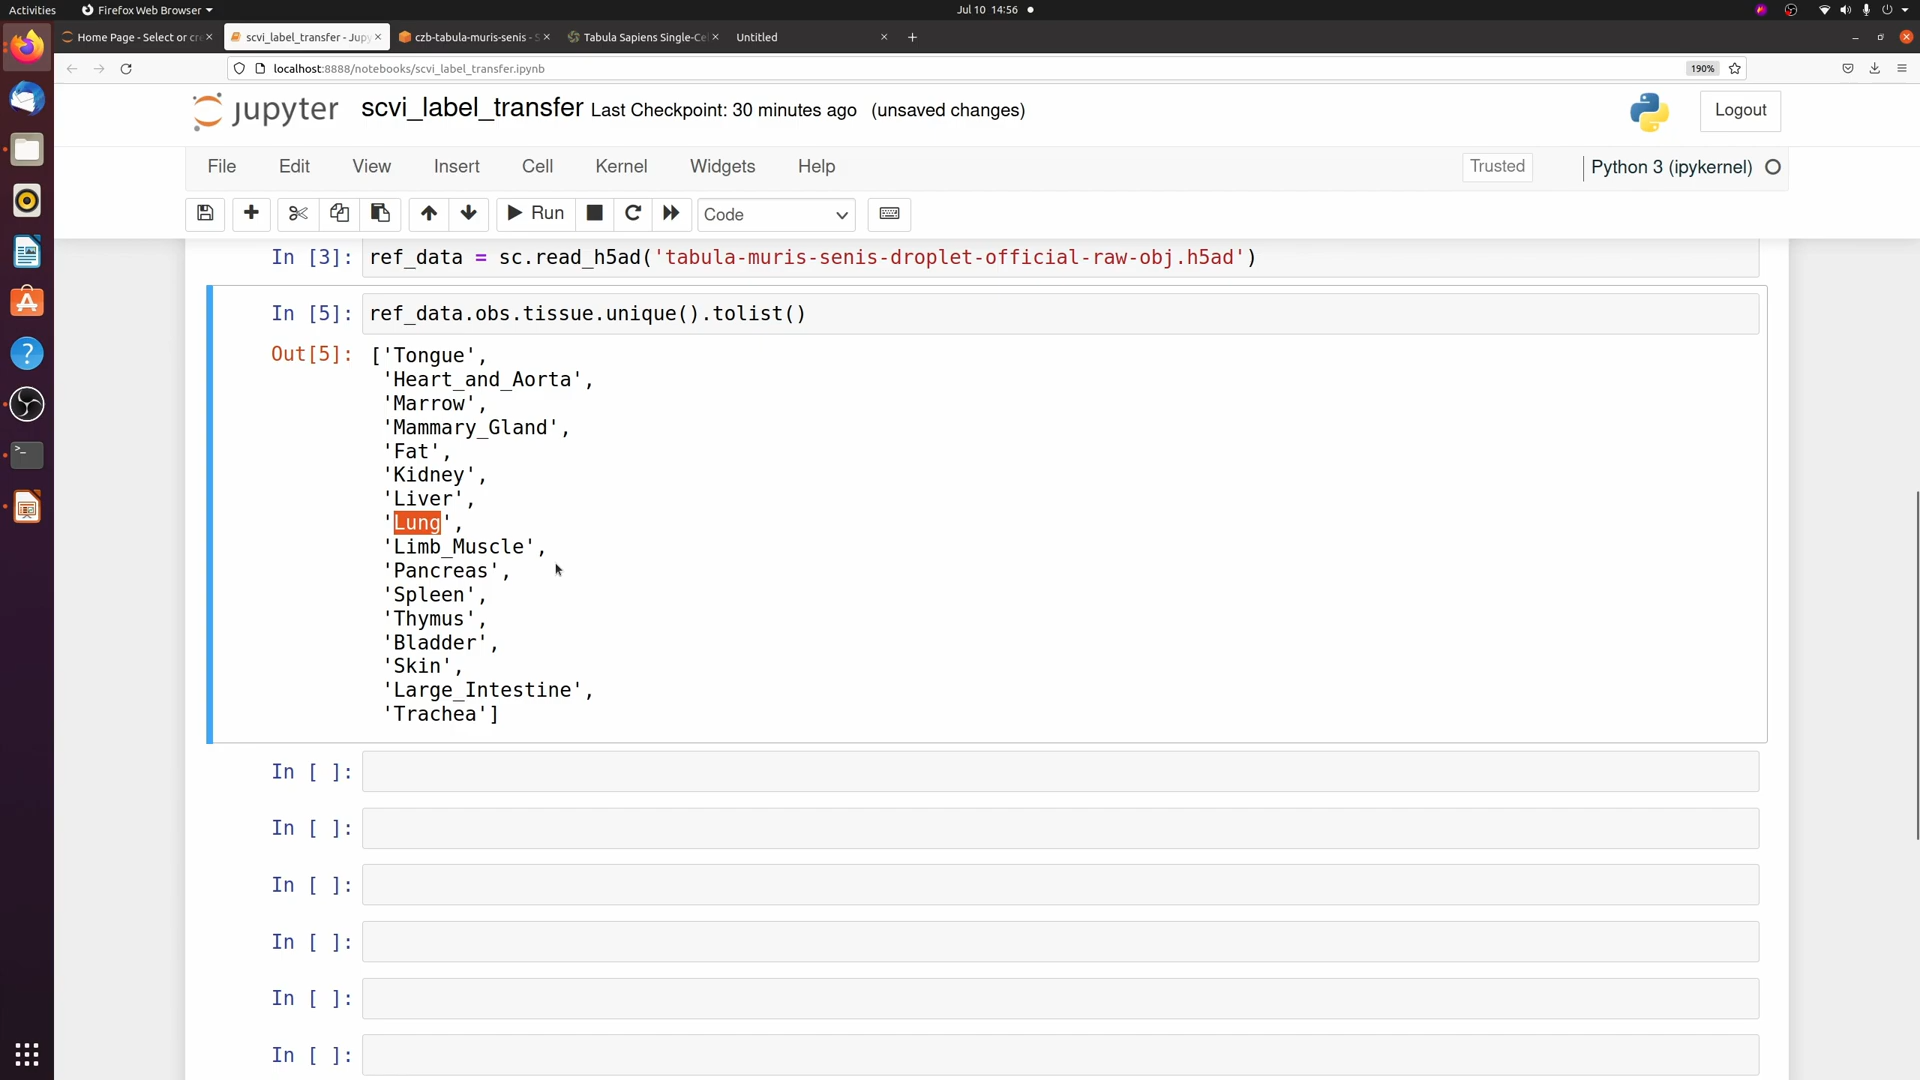 Activities
Firefox Web Browser
Jul 10 14:56
Home Page - Select or cr
scvi_label_transfer - Jupy
czb-tabula-muris-senis - S
Tabula Sapiens Single-Ce
Untitled
localhost:8888/notebooks/scvi_label_transfer.ipynb
190%
jupyter
scvi_label_transfer
Last Checkpoint: 30 minutes ago (unsaved changes)
Logout
File
Edit
View
Insert
Cell
Kernel
Widgets
Help
Trusted
Python 3 (ipykernel)
Run
Code
In [3]: ref_data = sc.read_h5ad('tabula-muris-senis-droplet-official-raw-obj.h5ad')
In [5]: ref_data.obs.tissue.unique().tolist()
Out[5]: ['Tongue',
'Heart_and_Aorta',
'Marrow',
'Mammary_Gland',
'Fat',
'Kidney',
'Liver',
'Lung',
'Limb_Muscle',
'Pancreas',
'Spleen',
'Thymus',
'Bladder',
'Skin',
'Large_Intestine',
'Trachea']
In [ ]:
In [ ]:
In [ ]:
In [ ]:
In [ ]:
In [ ]: